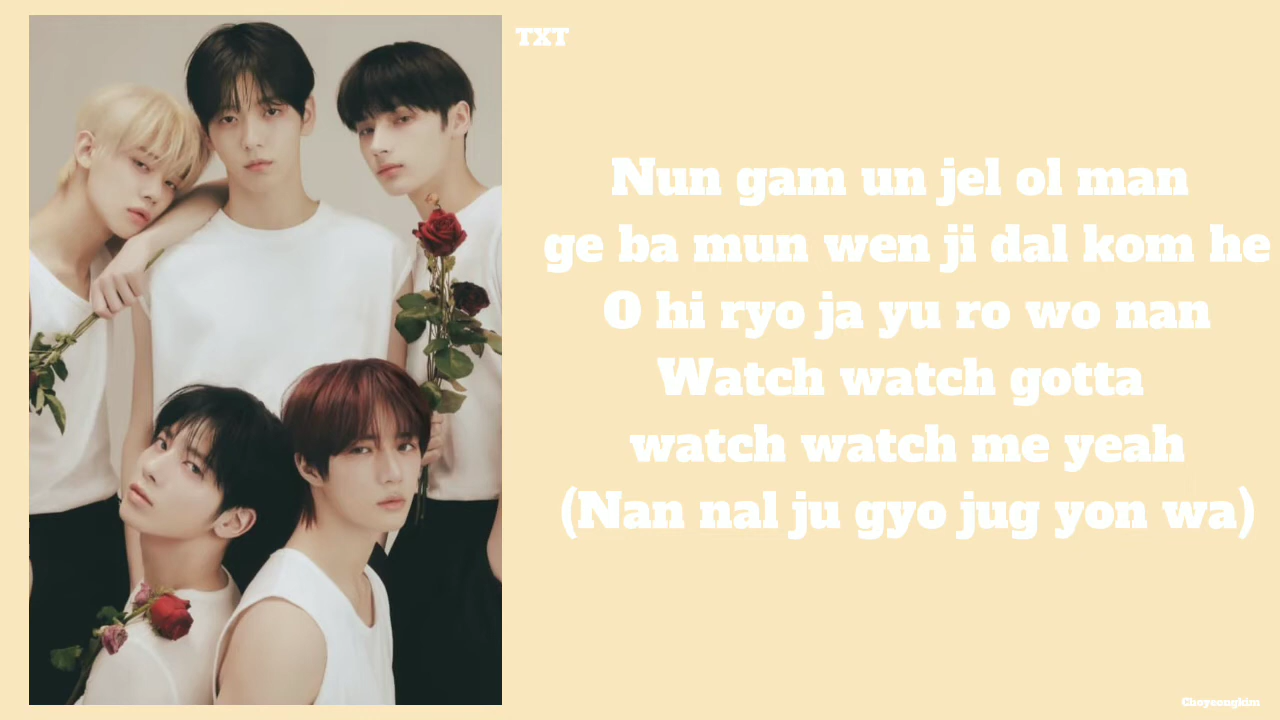 TXT
Nun gam un jel ol man
ge ba mun wen ji dal kom he
O hi ryo ja yu ro wo nan
Watch watch gotta
watch watch me yeah
(Nan nal ju gyo jug yon wa)
Choyeongkim